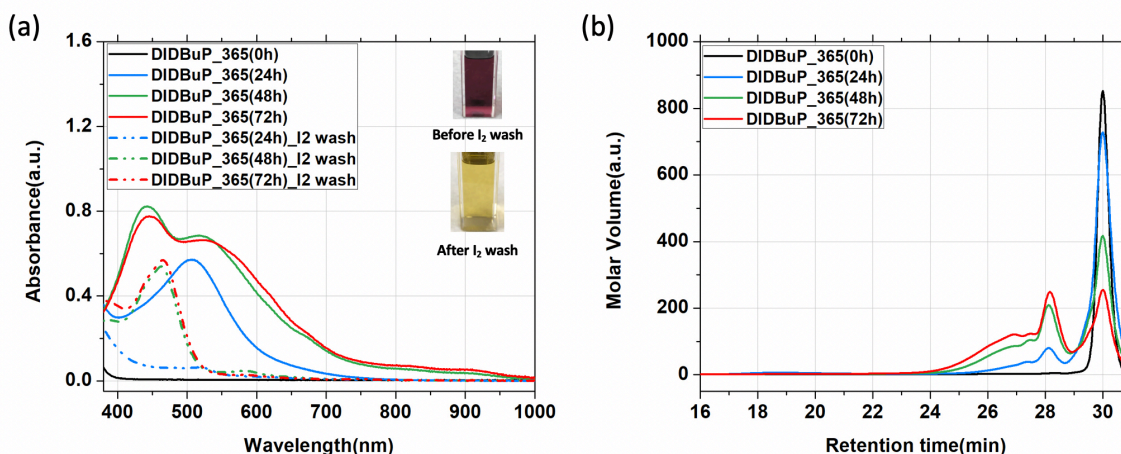 (a)
1.6
1.2
0.8
0.4
0.0
Absorbance(a.u.)
DIDBuP_365(0h)
DIDBuP_365(24h)
DIDBuP_365(48h)
DIDBuP_365(72h)
DIDBuP_365(24h)_I2 wash
DIDBuP_365(48h)_I2 wash
DIDBuP_365(72h)_I2 wash
Before I₂ wash
After I₂ wash
400 500 600 700 800 900 1000
Wavelength(nm)
(b)
1000
800
600
400
200
0
Molar Volume(a.u.)
DIDBuP_365(0h)
DIDBuP_365(24h)
DIDBuP_365(48h)
DIDBuP_365(72h)
16 18 20 22 24 26 28 30
Retention time(min)